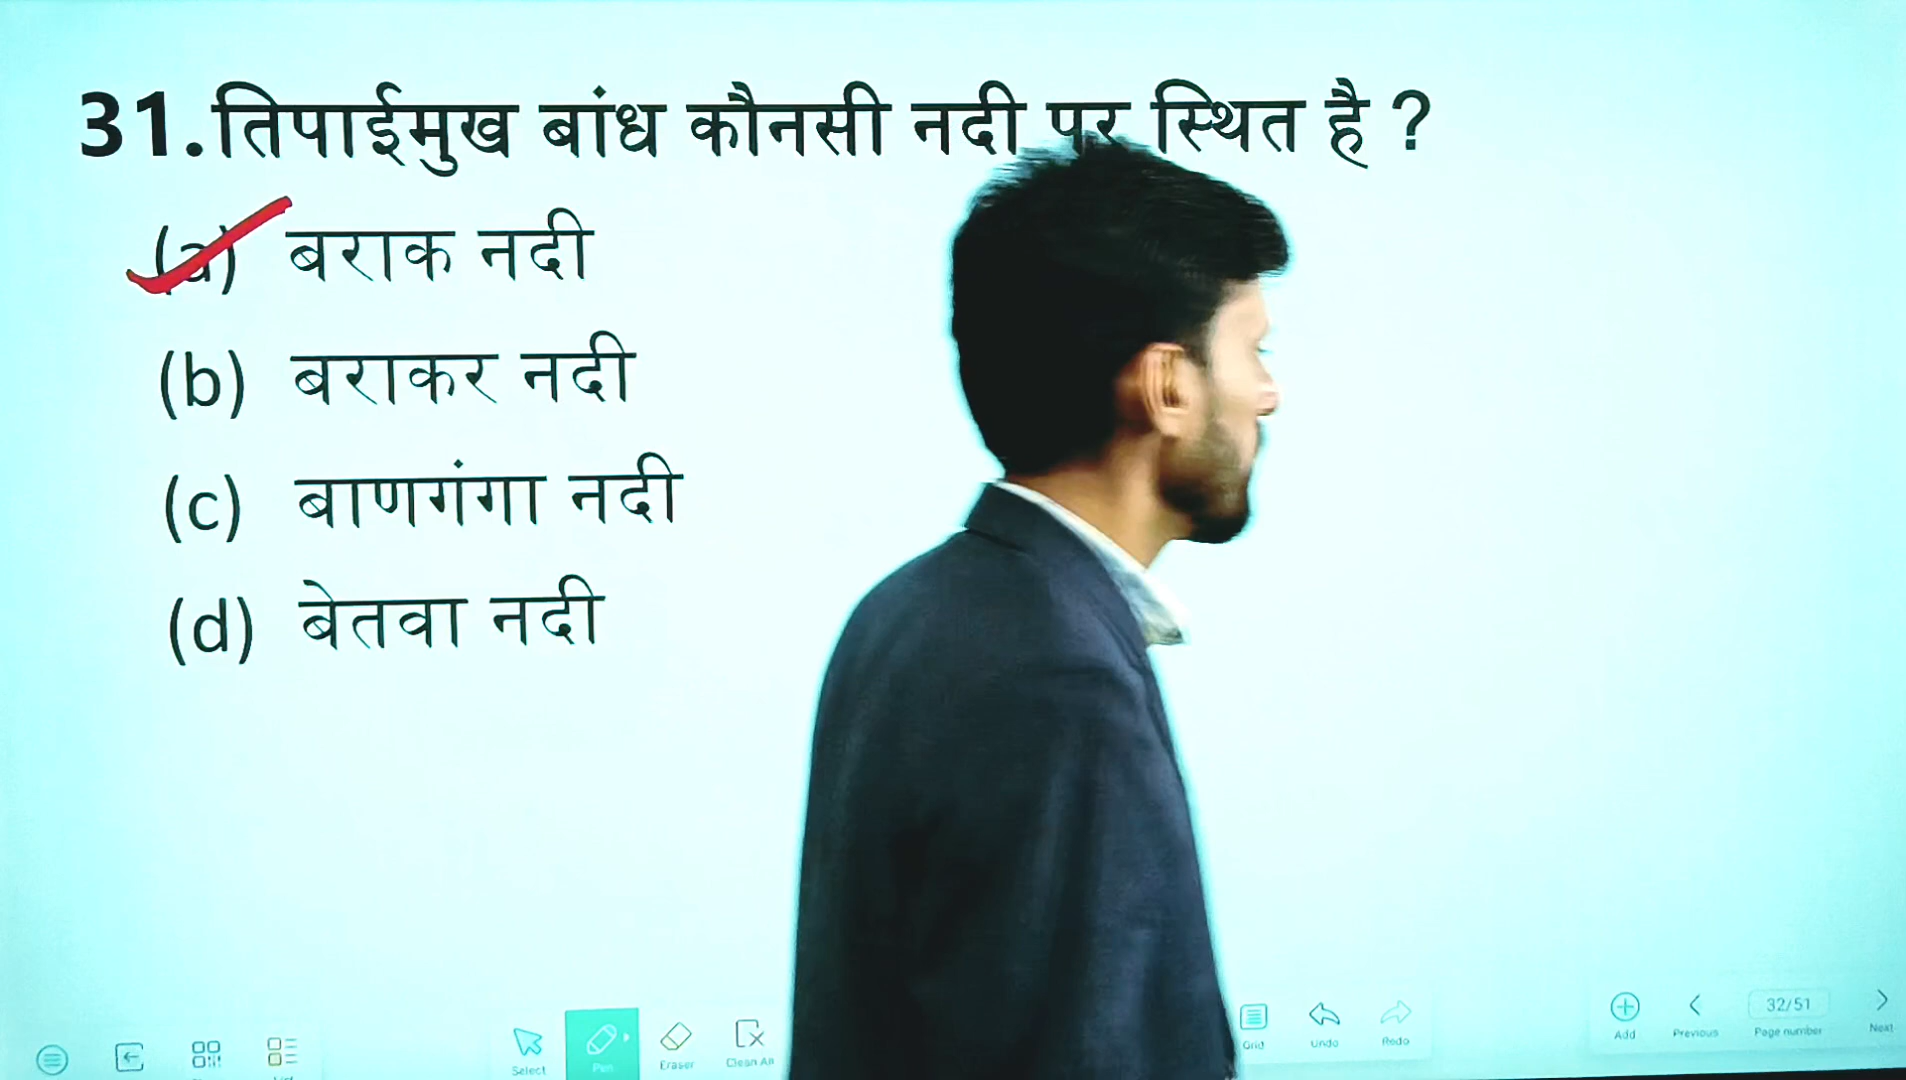 31. तिपाईमुख बांध कौनसी नदी पर स्थित है ?
(a) बराक नदी
(b) बराकर नदी
(c) बाणगंगा नदी
(d) बेतवा नदी
Select
Pen
Eraser
Clean All
Grid
Undo
Redo
Add
Previous
32/51
Page number
Next